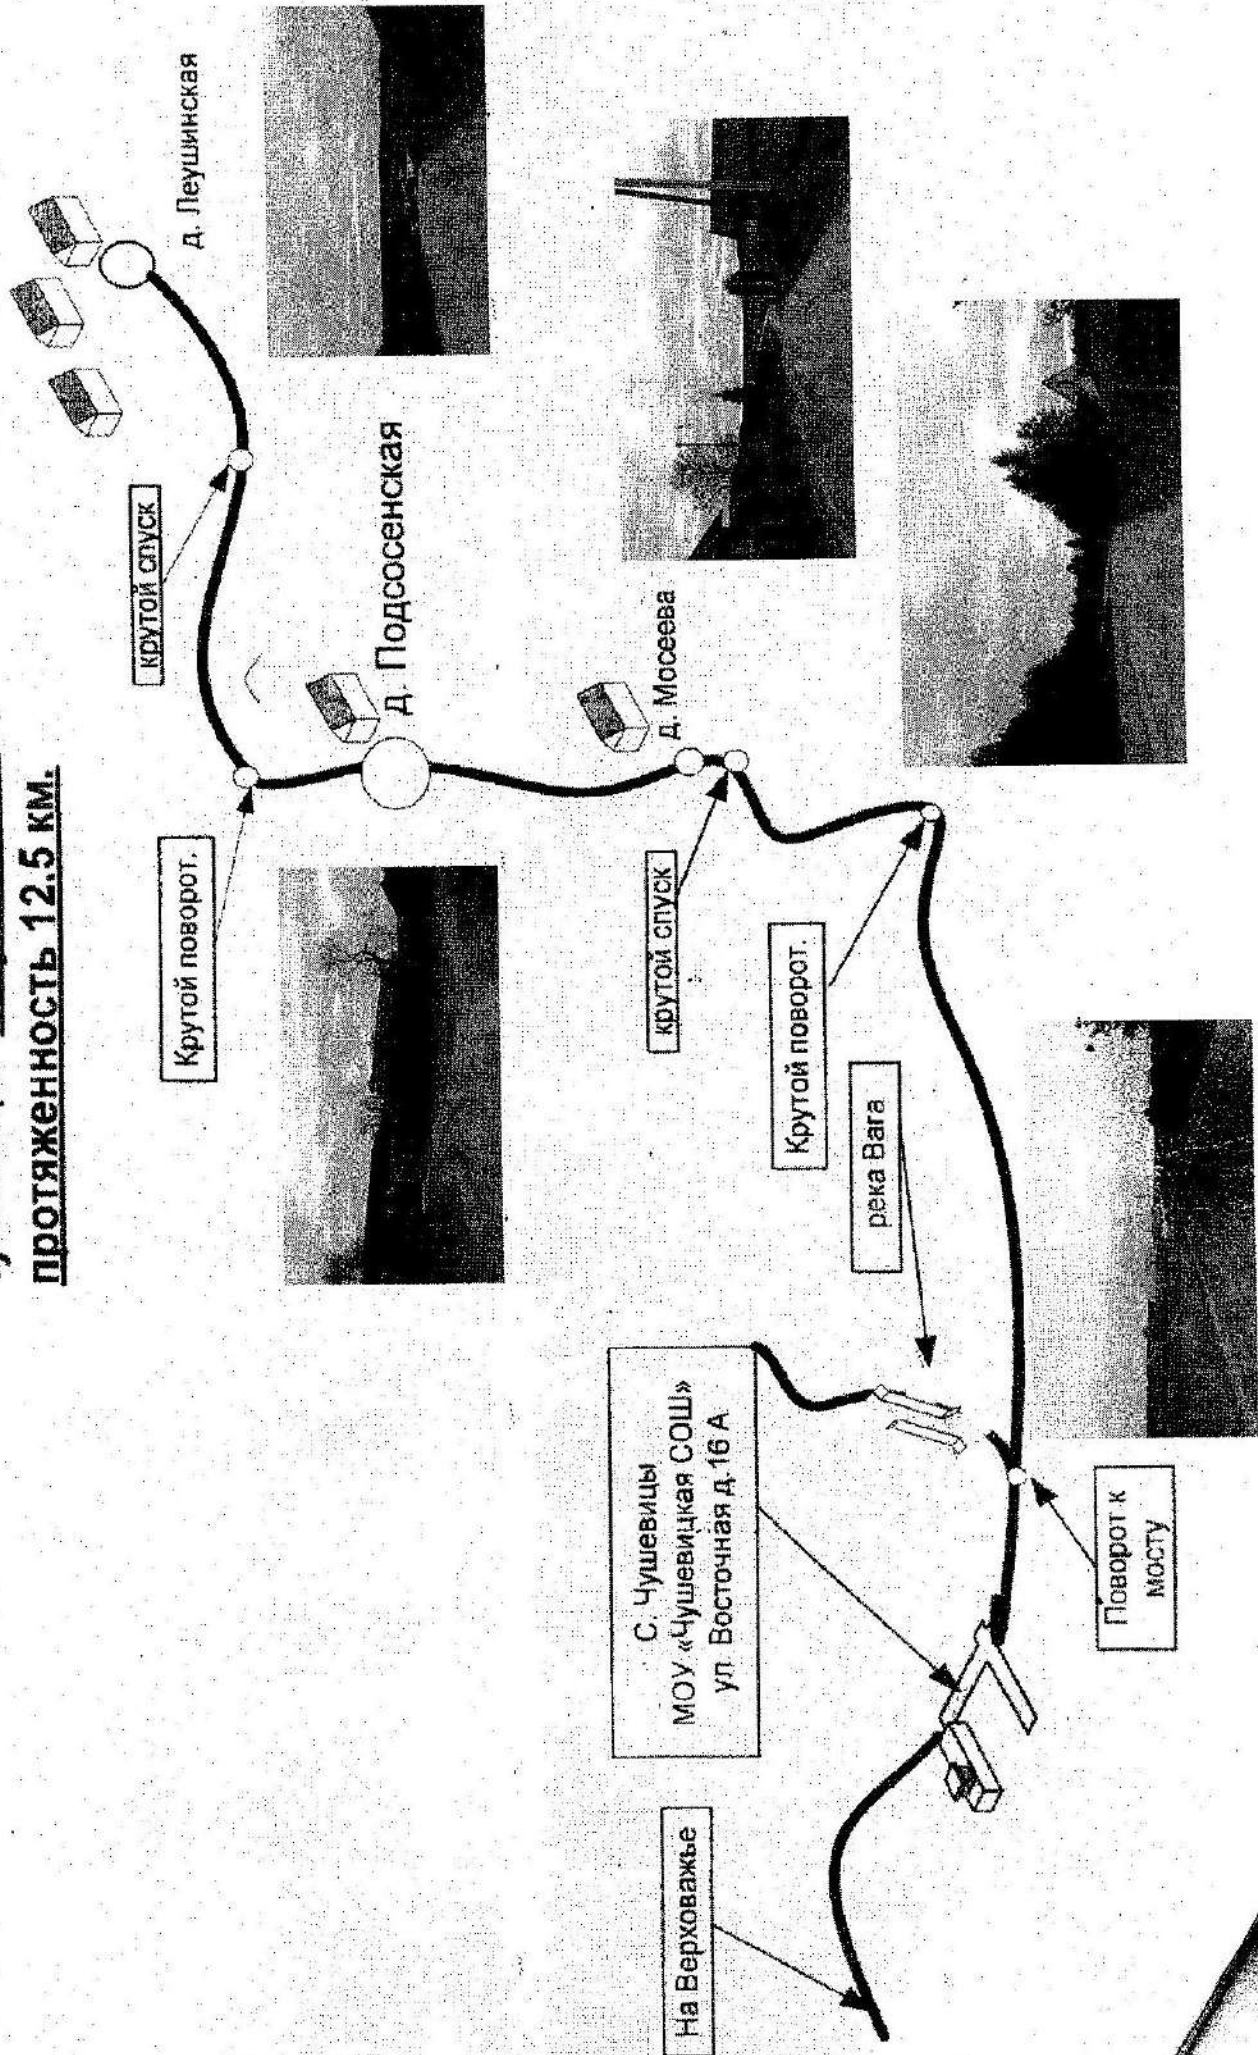 протяженность 12.5 км.
д. Леушинская
крутой спуск
Крутой поворот.
д. Подсосенская
д. Мосеева
крутой спуск
Крутой поворот.
река Вага
С. Чушевицы
МОУ «Чушевицкая СОШ»
ул. Восточная д.16 А
Поворот к
мосту
На Верховажье